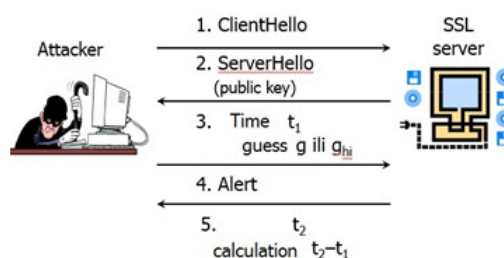 Attacker
SSL
server
1. ClientHello
2. ServerHello
(public key)
3. Time t₁
guess g ili ghi
4. Alert
5. t₂
calculation t₂–t₁